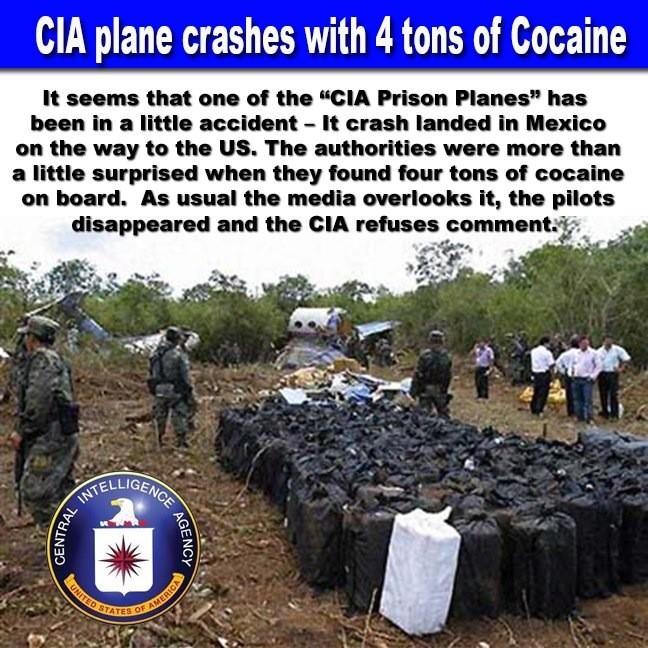 CIA plane crashes with 4 tons of Cocaine
It seems that one of the “CIA Prison Planes” has
been in a little accident – It crash landed in Mexico
on the way to the US. The authorities were more than
a little surprised when they found four tons of cocaine
on board.  As usual the media overlooks it, the pilots
disappeared and the CIA refuses comment.
CENTRAL INTELLIGENCE AGENCY
UNITED STATES OF AMERICA